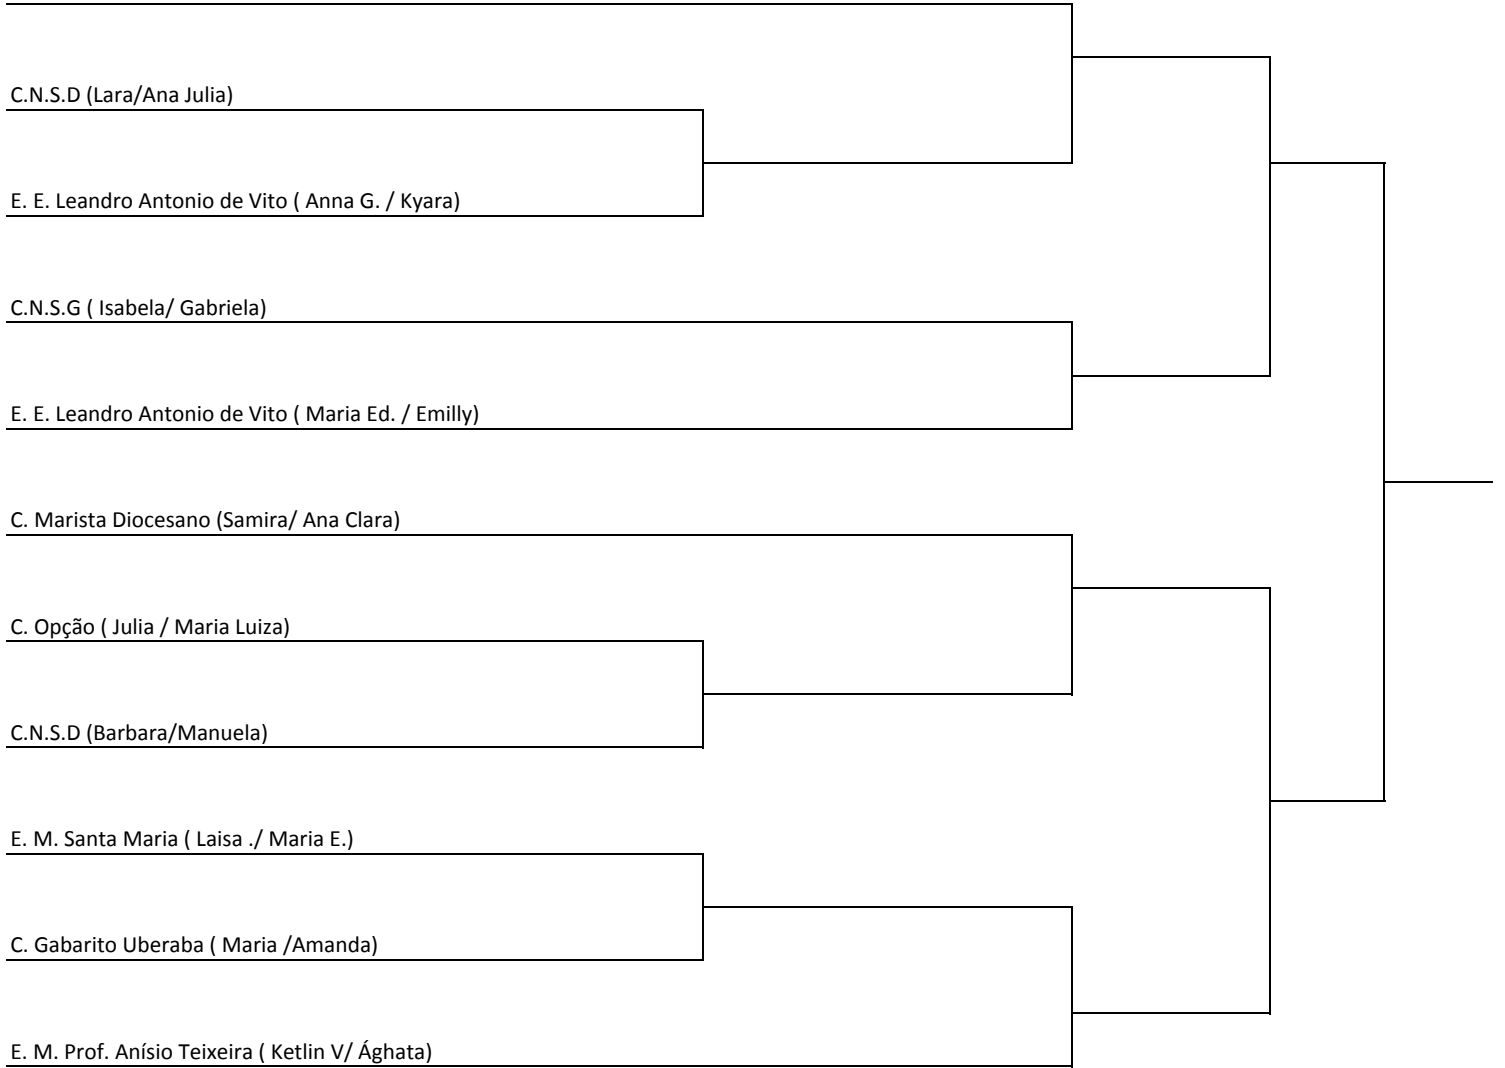 C.N.S.D (Lara/Ana Julia)
E. E. Leandro Antonio de Vito ( Anna G. / Kyara)
C.N.S.G ( Isabela/ Gabriela)
E. E. Leandro Antonio de Vito ( Maria Ed. / Emilly)
C. Marista Diocesano (Samira/ Ana Clara)
C. Opção ( Julia / Maria Luiza)
C.N.S.D (Barbara/Manuela)
E. M. Santa Maria ( Laisa ./ Maria E.)
C. Gabarito Uberaba ( Maria /Amanda)
E. M. Prof. Anísio Teixeira ( Ketlin V/ Ághata)